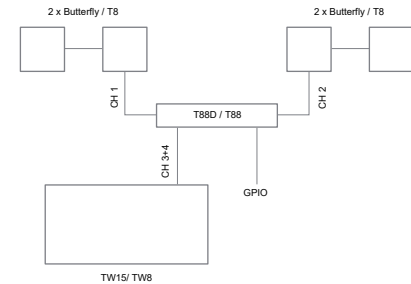 2 x Butterfly / T8
2 x Butterfly / T8
CH 1
CH 2
T88D / T88
CH 3+4
GPIO
TW15/ TW8